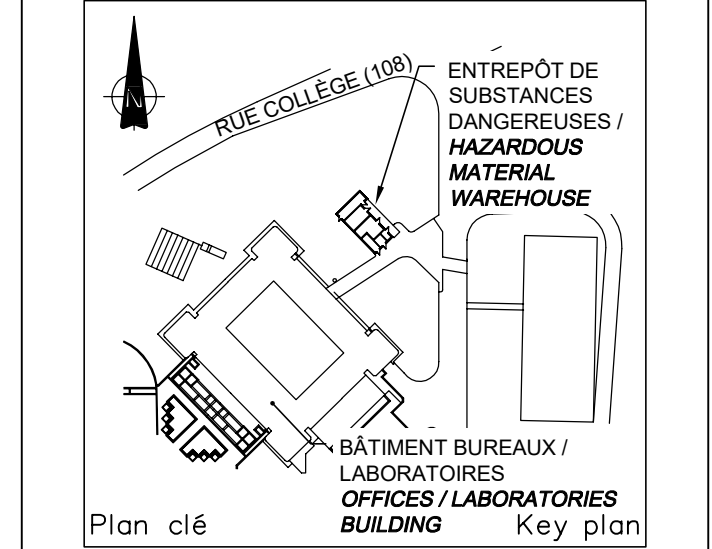 N
RUE COLLÈGE (108)
ENTREPÔT DE
SUBSTANCES
DANGEREUSES /
HAZARDOUS
MATERIAL
WAREHOUSE
BÂTIMENT BUREAUX /
LABORATOIRES
OFFICES / LABORATORIES
BUILDING
Plan clé
Key plan